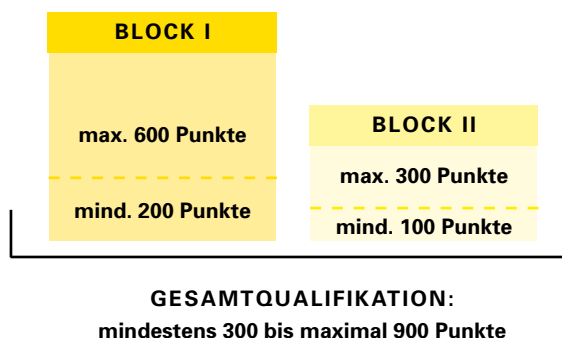 BLOCK I
max. 600 Punkte
mind. 200 Punkte
BLOCK II
max. 300 Punkte
mind. 100 Punkte
GESAMTQUALIFIKATION:
mindestens 300 bis maximal 900 Punkte